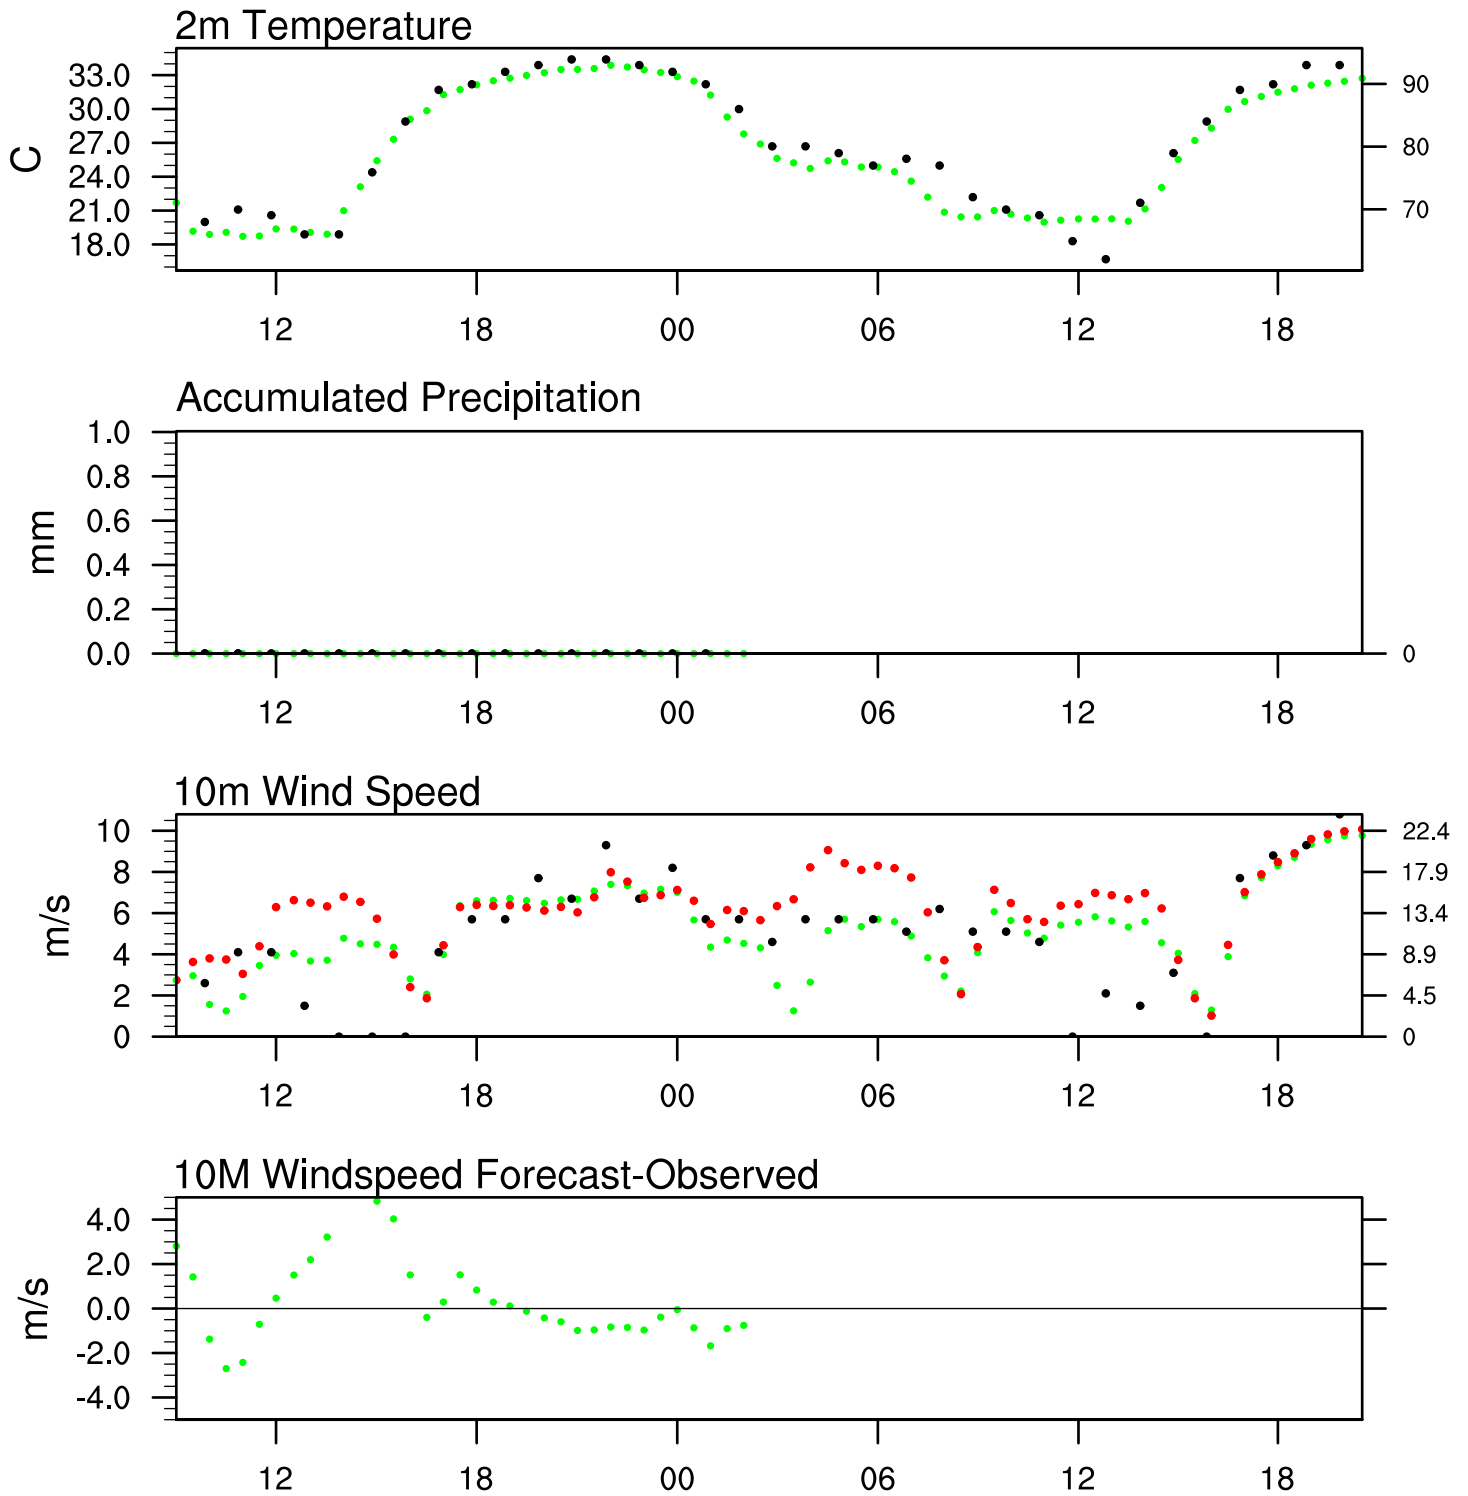 2m Temperature
33.0
30.0
27.0
24.0
21.0
18.0
C
90
80
70
12 18 00 06 12 18
Accumulated Precipitation
1.0
0.8
0.6
0.4
0.2
0.0
mm
0
12 18 00 06 12 18
10m Wind Speed
10
8
6
4
2
0
m/s
22.4
17.9
13.4
8.9
4.5
0
12 18 00 06 12 18
10M Windspeed Forecast-Observed
4.0
2.0
0.0
-2.0
-4.0
m/s
12 18 00 06 12 18